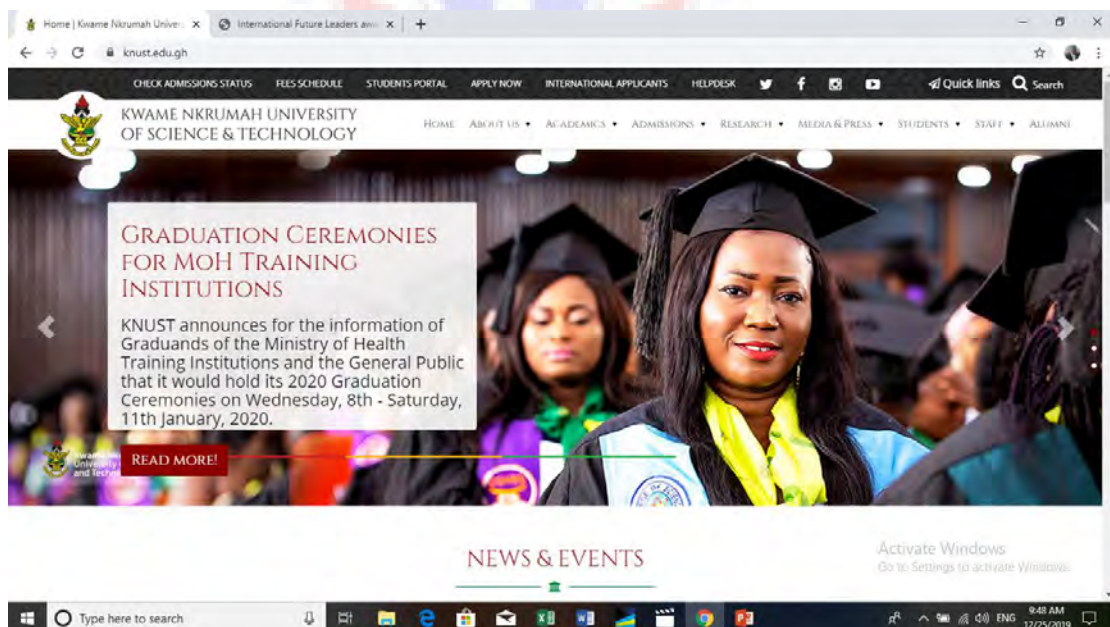 Home | Kwame Nkrumah Univer
International Future Leaders awa
knust.edu.gh
CHECK ADMISSIONS STATUS FEES SCHEDULE STUDENTS PORTAL APPLY NOW INTERNATIONAL APPLICANTS HELPDESK Quick links Search
KWAME NKRUMAH UNIVERSITY
OF SCIENCE & TECHNOLOGY
HOME ABOUT US ACADEMICS ADMISSIONS RESEARCH MEDIA & PRESS STUDENTS STAFF ALUMNI
GRADUATION CEREMONIES
FOR MOH TRAINING
INSTITUTIONS
KNUST announces for the information of
Graduands of the Ministry of Health
Training Institutions and the General Public
that it would hold its 2020 Graduation
Ceremonies on Wednesday, 8th - Saturday,
11th January, 2020.
READ MORE!
NEWS & EVENTS
Activate Windows
Go to Settings to activate Windows.
Type here to search
ENG
9:48 AM
12/25/2019